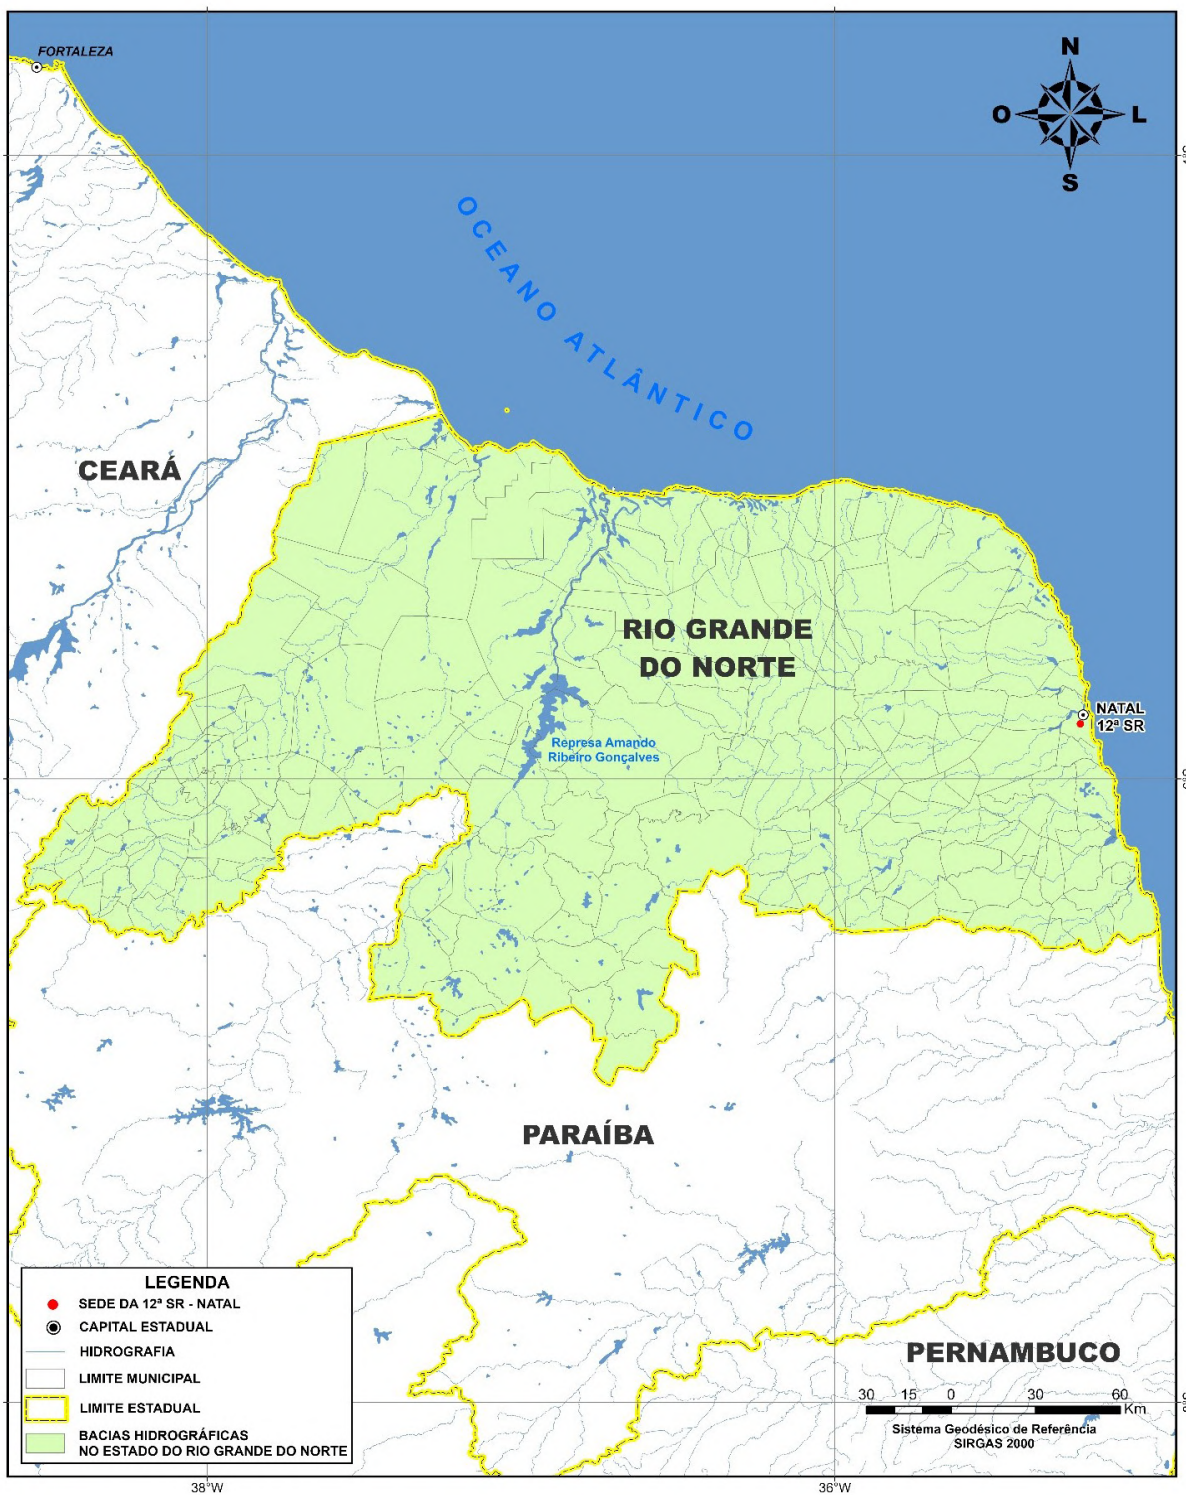 FORTALEZA
N
O
L
S
OCEANO ATLÂNTICO
CEARÁ
RIO GRANDE
DO NORTE
NATAL
12ª SR
Represa Amando
Ribeiro Gonçalves
PARAÍBA
PERNAMBUCO
LEGENDA
SEDE DA 12ª SR - NATAL
CAPITAL ESTADUAL
HIDROGRAFIA
LIMITE MUNICIPAL
LIMITE ESTADUAL
BACIAS HIDROGRÁFICAS
NO ESTADO DO RIO GRANDE DO NORTE
30 15 0 30 60
Km
Sistema Geodésico de Referência
SIRGAS 2000
38°W
36°W